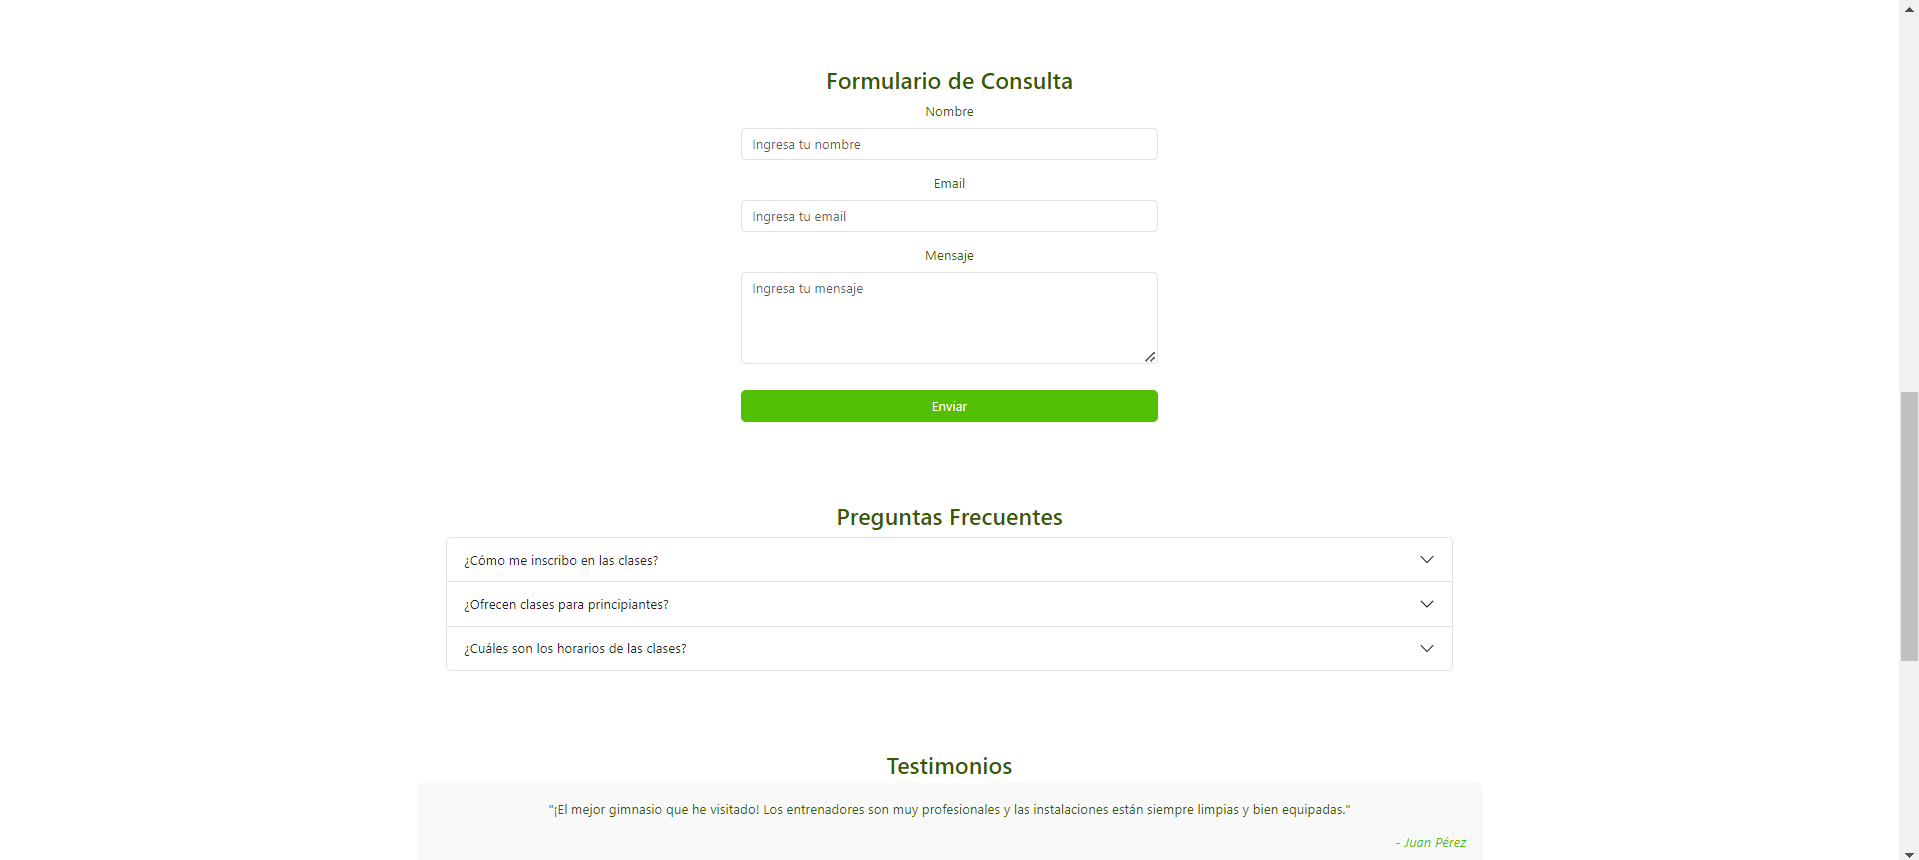 Formulario de Consulta
Nombre
Ingresa tu nombre
Email
Ingresa tu email
Mensaje
Ingresa tu mensaje
Enviar
Preguntas Frecuentes
¿Cómo me inscribo en las clases?
¿Ofrecen clases para principiantes?
¿Cuáles son los horarios de las clases?
Testimonios
"¡El mejor gimnasio que he visitado! Los entrenadores son muy profesionales y las instalaciones están siempre limpias y bien equipadas."
- Juan Pérez